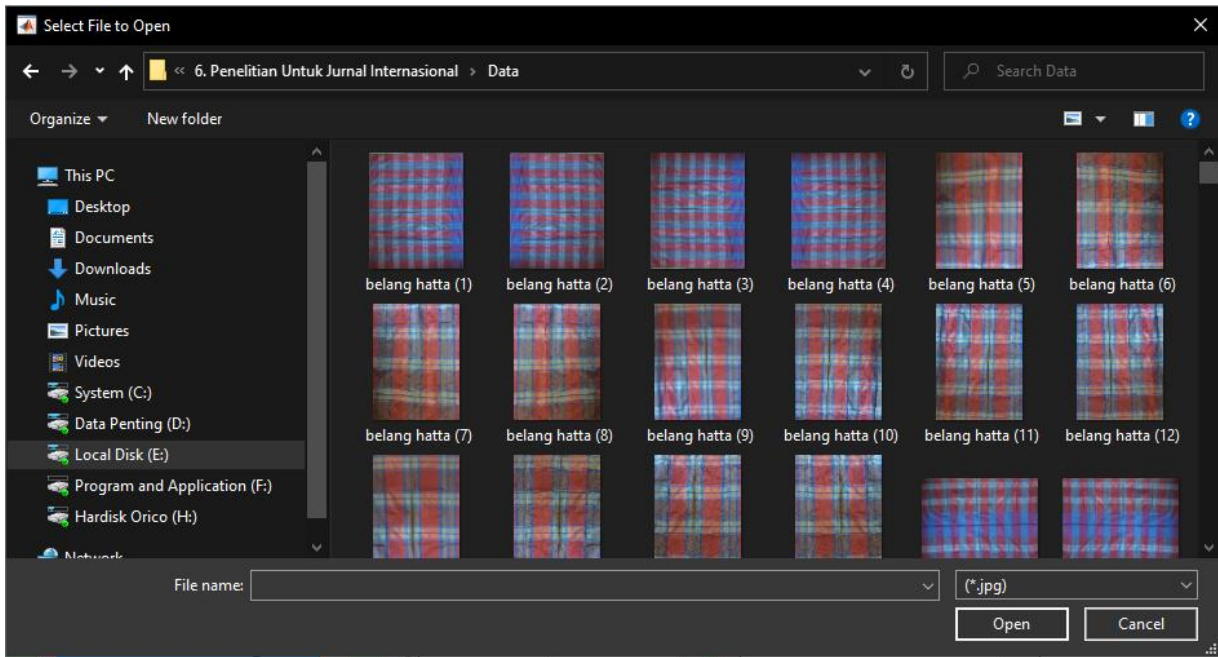 Select File to Open
« 6. Penelitian Untuk Jurnal Internasional > Data
Search Data
Organize
New folder
This PC
Desktop
Documents
Downloads
Music
Pictures
Videos
System (C:)
Data Penting (D:)
Local Disk (E:)
Program and Application (F:)
Hardisk Orico (H:)
Network
belang hatta (1) belang hatta (2) belang hatta (3) belang hatta (4) belang hatta (5) belang hatta (6)
belang hatta (7) belang hatta (8) belang hatta (9) belang hatta (10) belang hatta (11) belang hatta (12)
File name:
(*.jpg)
Open
Cancel